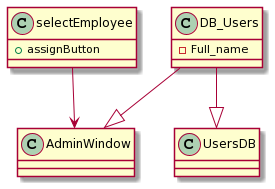 C selectEmployee
assignButton
C DB_Users
Full_name
C AdminWindow
C UsersDB